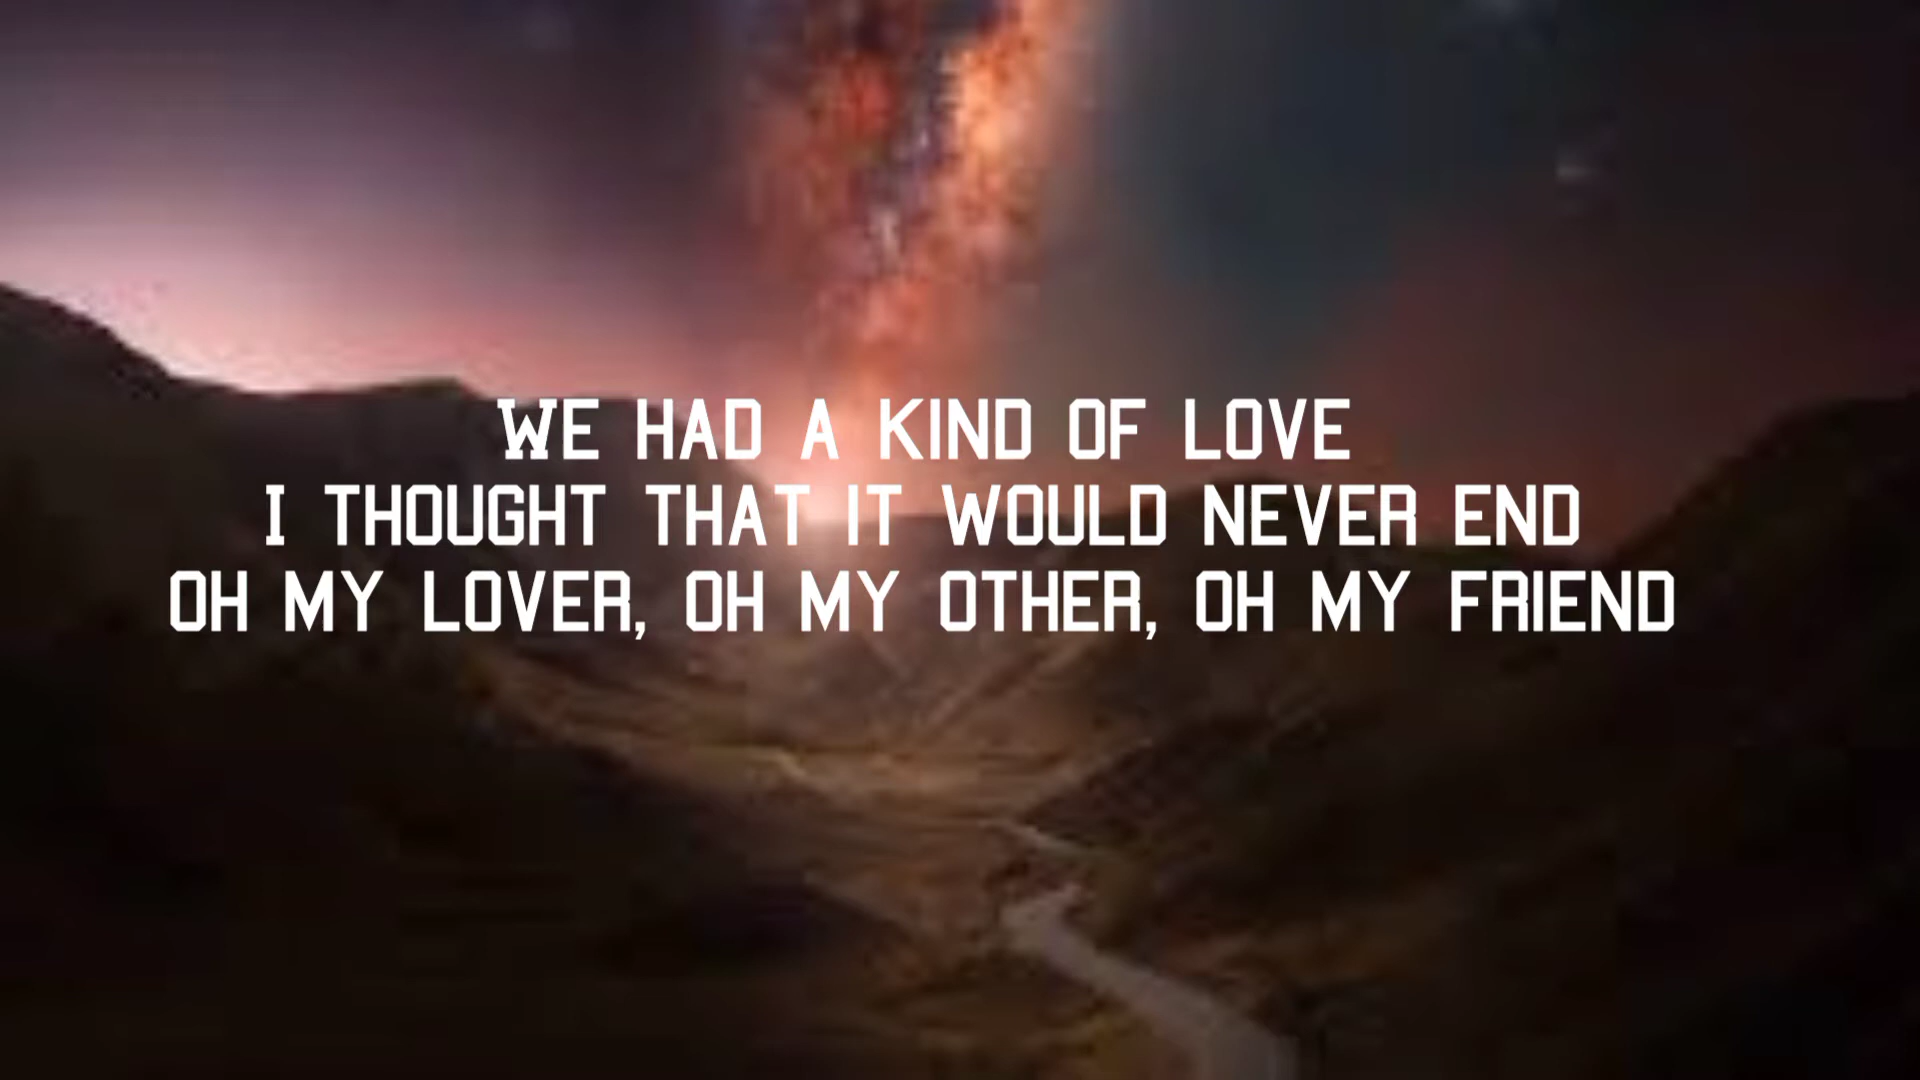 WE HAD A KIND OF LOVE
I THOUGHT THAT IT WOULD NEVER END
OH MY LOVER, OH MY OTHER, OH MY FRIEND